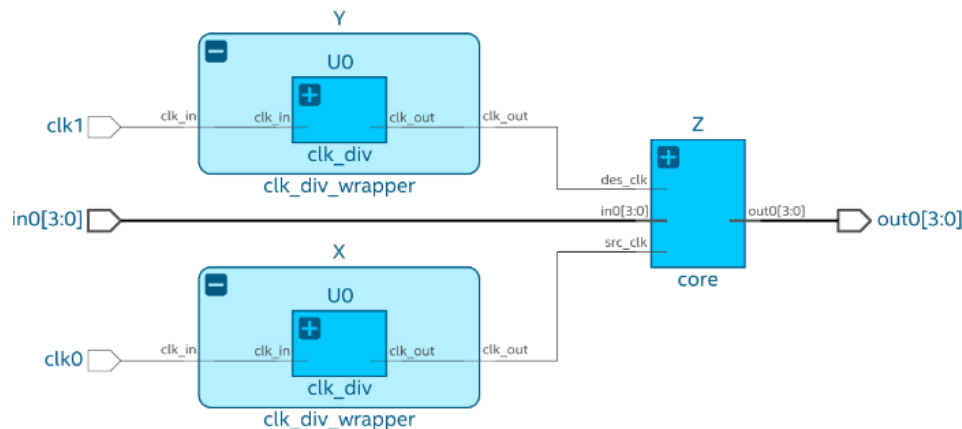 Y
U0
clk1
clk_in
clk_in
clk_out
clk_out
clk_div
clk_div_wrapper
Z
des_clk
in0[3:0]
in0[3:0]
out0[3:0]
out0[3:0]
src_clk
core
X
U0
clk0
clk_in
clk_in
clk_out
clk_out
clk_div
clk_div_wrapper